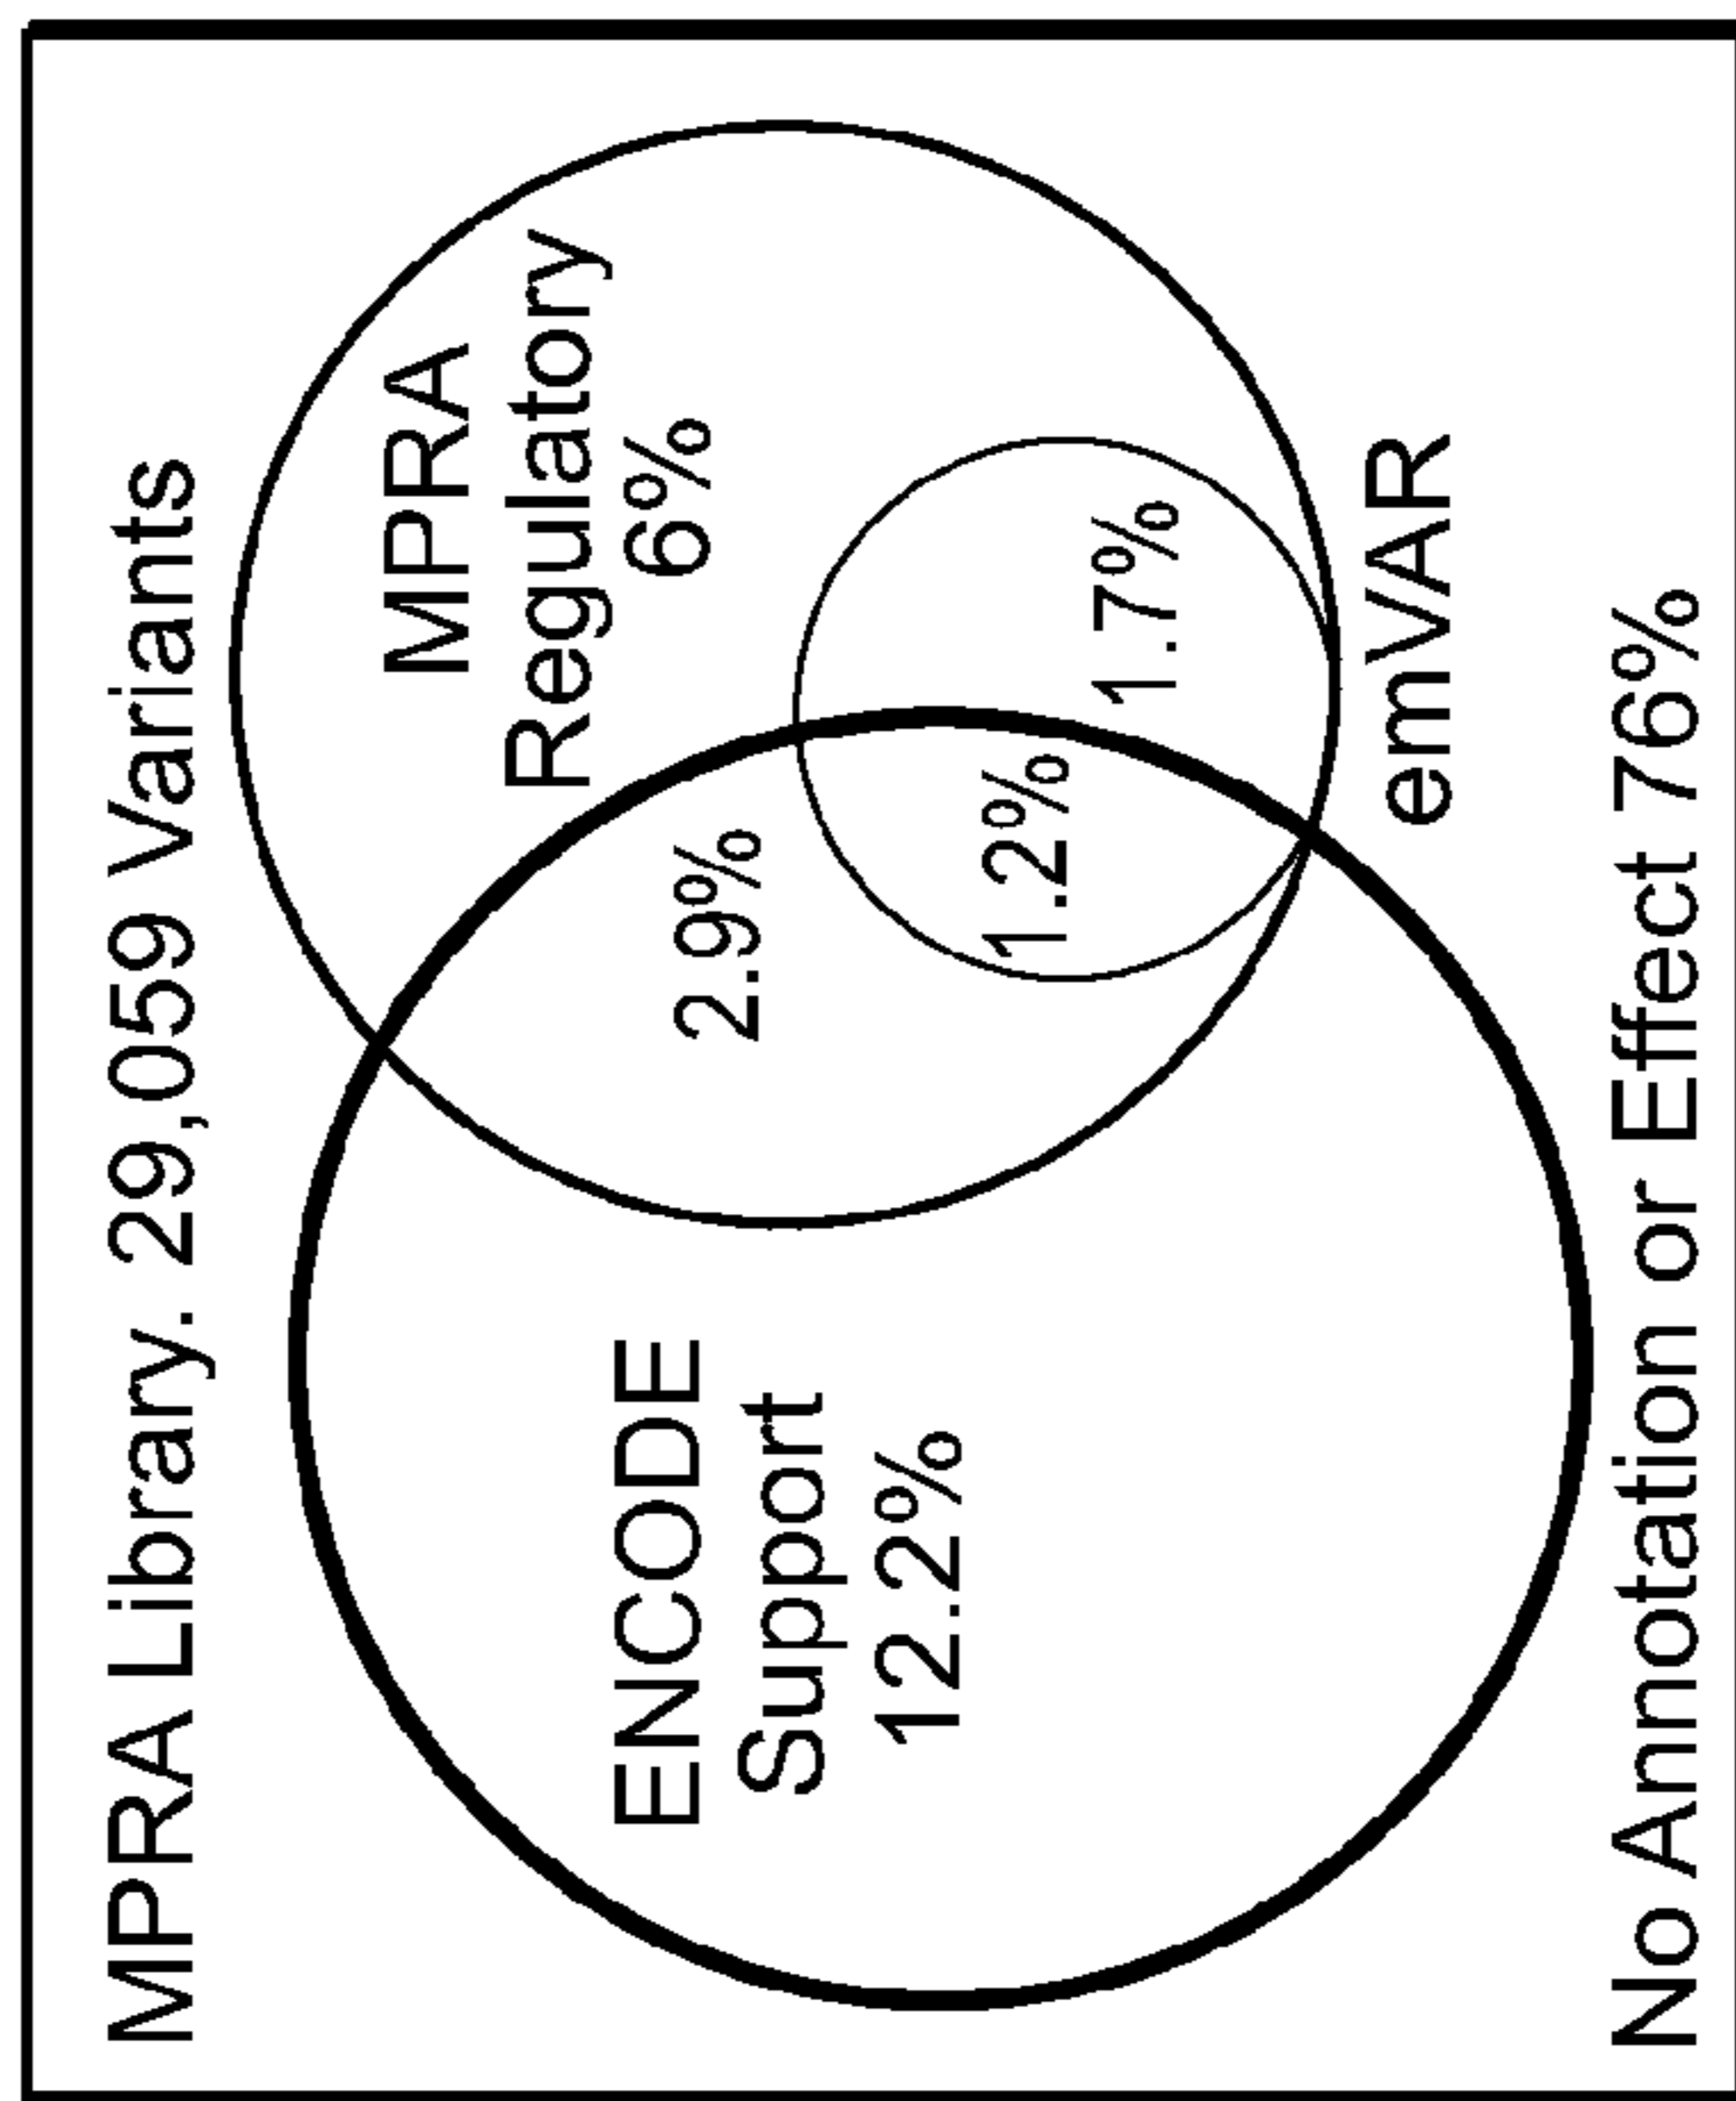 MPRA Library. 29,059 Variants
MPRA
Regulatory
6%
ENCODE
Support
12.2%
2.9%
1.2%
1.7%
emVAR
No Annotation or Effect 76%